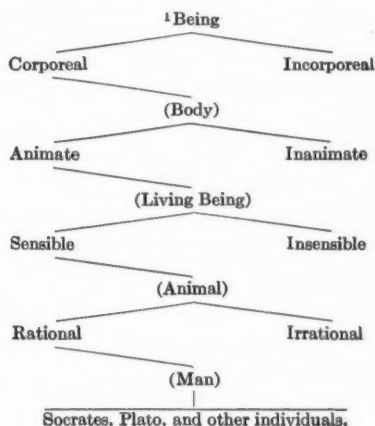 ¹Being
Corporeal Incorporeal
(Body)
Animate Inanimate
(Living Being)
Sensible Insensible
(Animal)
Rational Irrational
(Man)
Socrates, Plato, and other individuals.